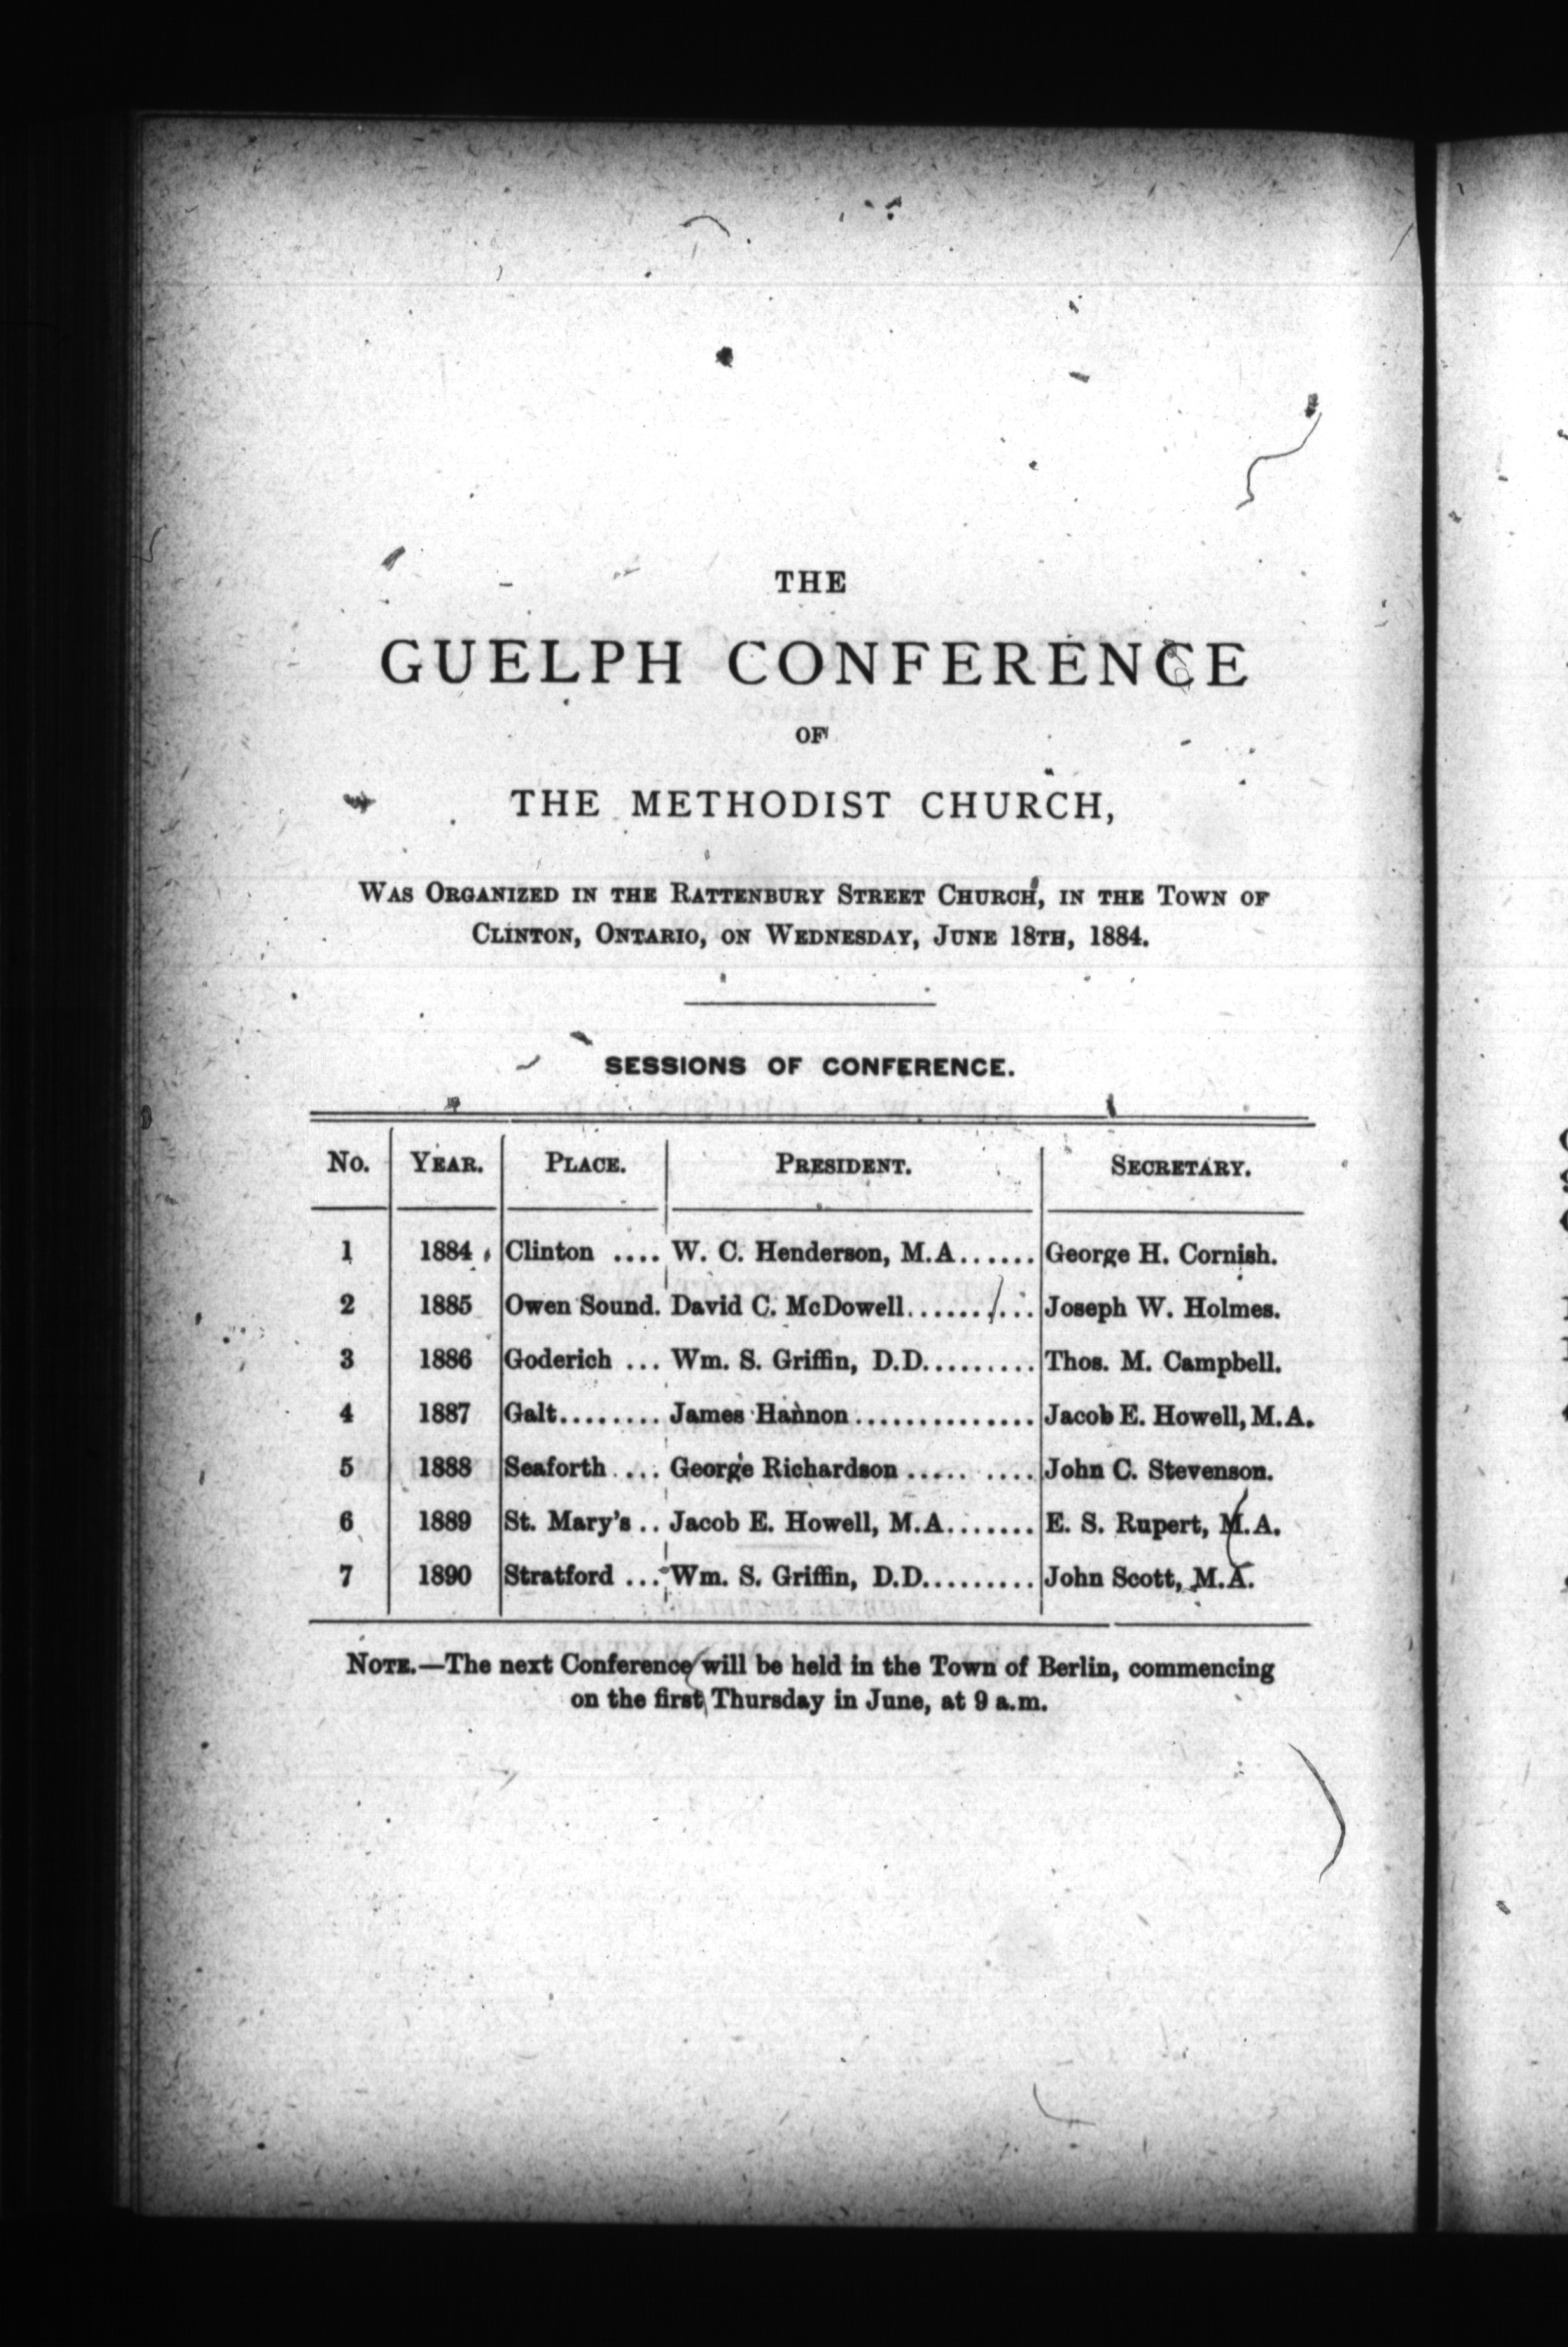 THE
GUELPH CONFERENCE
OF
THE METHODIST CHURCH,
WAS ORGANIZED IN THE RATTENBURY STREET CHURCH, IN THE TOWN OF
CLINTON, ONTARIO, ON WEDNESDAY, JUNE 18TH, 1884.
SESSIONS OF CONFERENCE.
NO. YEAR. PLACE. PRESIDENT. SECRETARY.
1 1884 Clinton .... W. C. Henderson, M.A...... George H. Cornish.
2 1885 Owen Sound. David C. McDowell.......... Joseph W. Holmes.
3 1886 Goderich ... Wm. S. Griffin, D.D......... Thos. M. Campbell.
4 1887 Galt........ James Hannon .............. Jacob E. Howell, M.A.
5 1888 Seaforth .... George Richardson ..... .... John C. Stevenson.
6 1889 St. Mary's .. Jacob E. Howell, M.A....... E. S. Rupert, M.A.
7 1890 Stratford ... Wm. S. Griffin, D.D......... John Scott, M.A.
NOTE.—The next Conference will be held in the Town of Berlin, commencing
on the first Thursday in June, at 9 a.m.